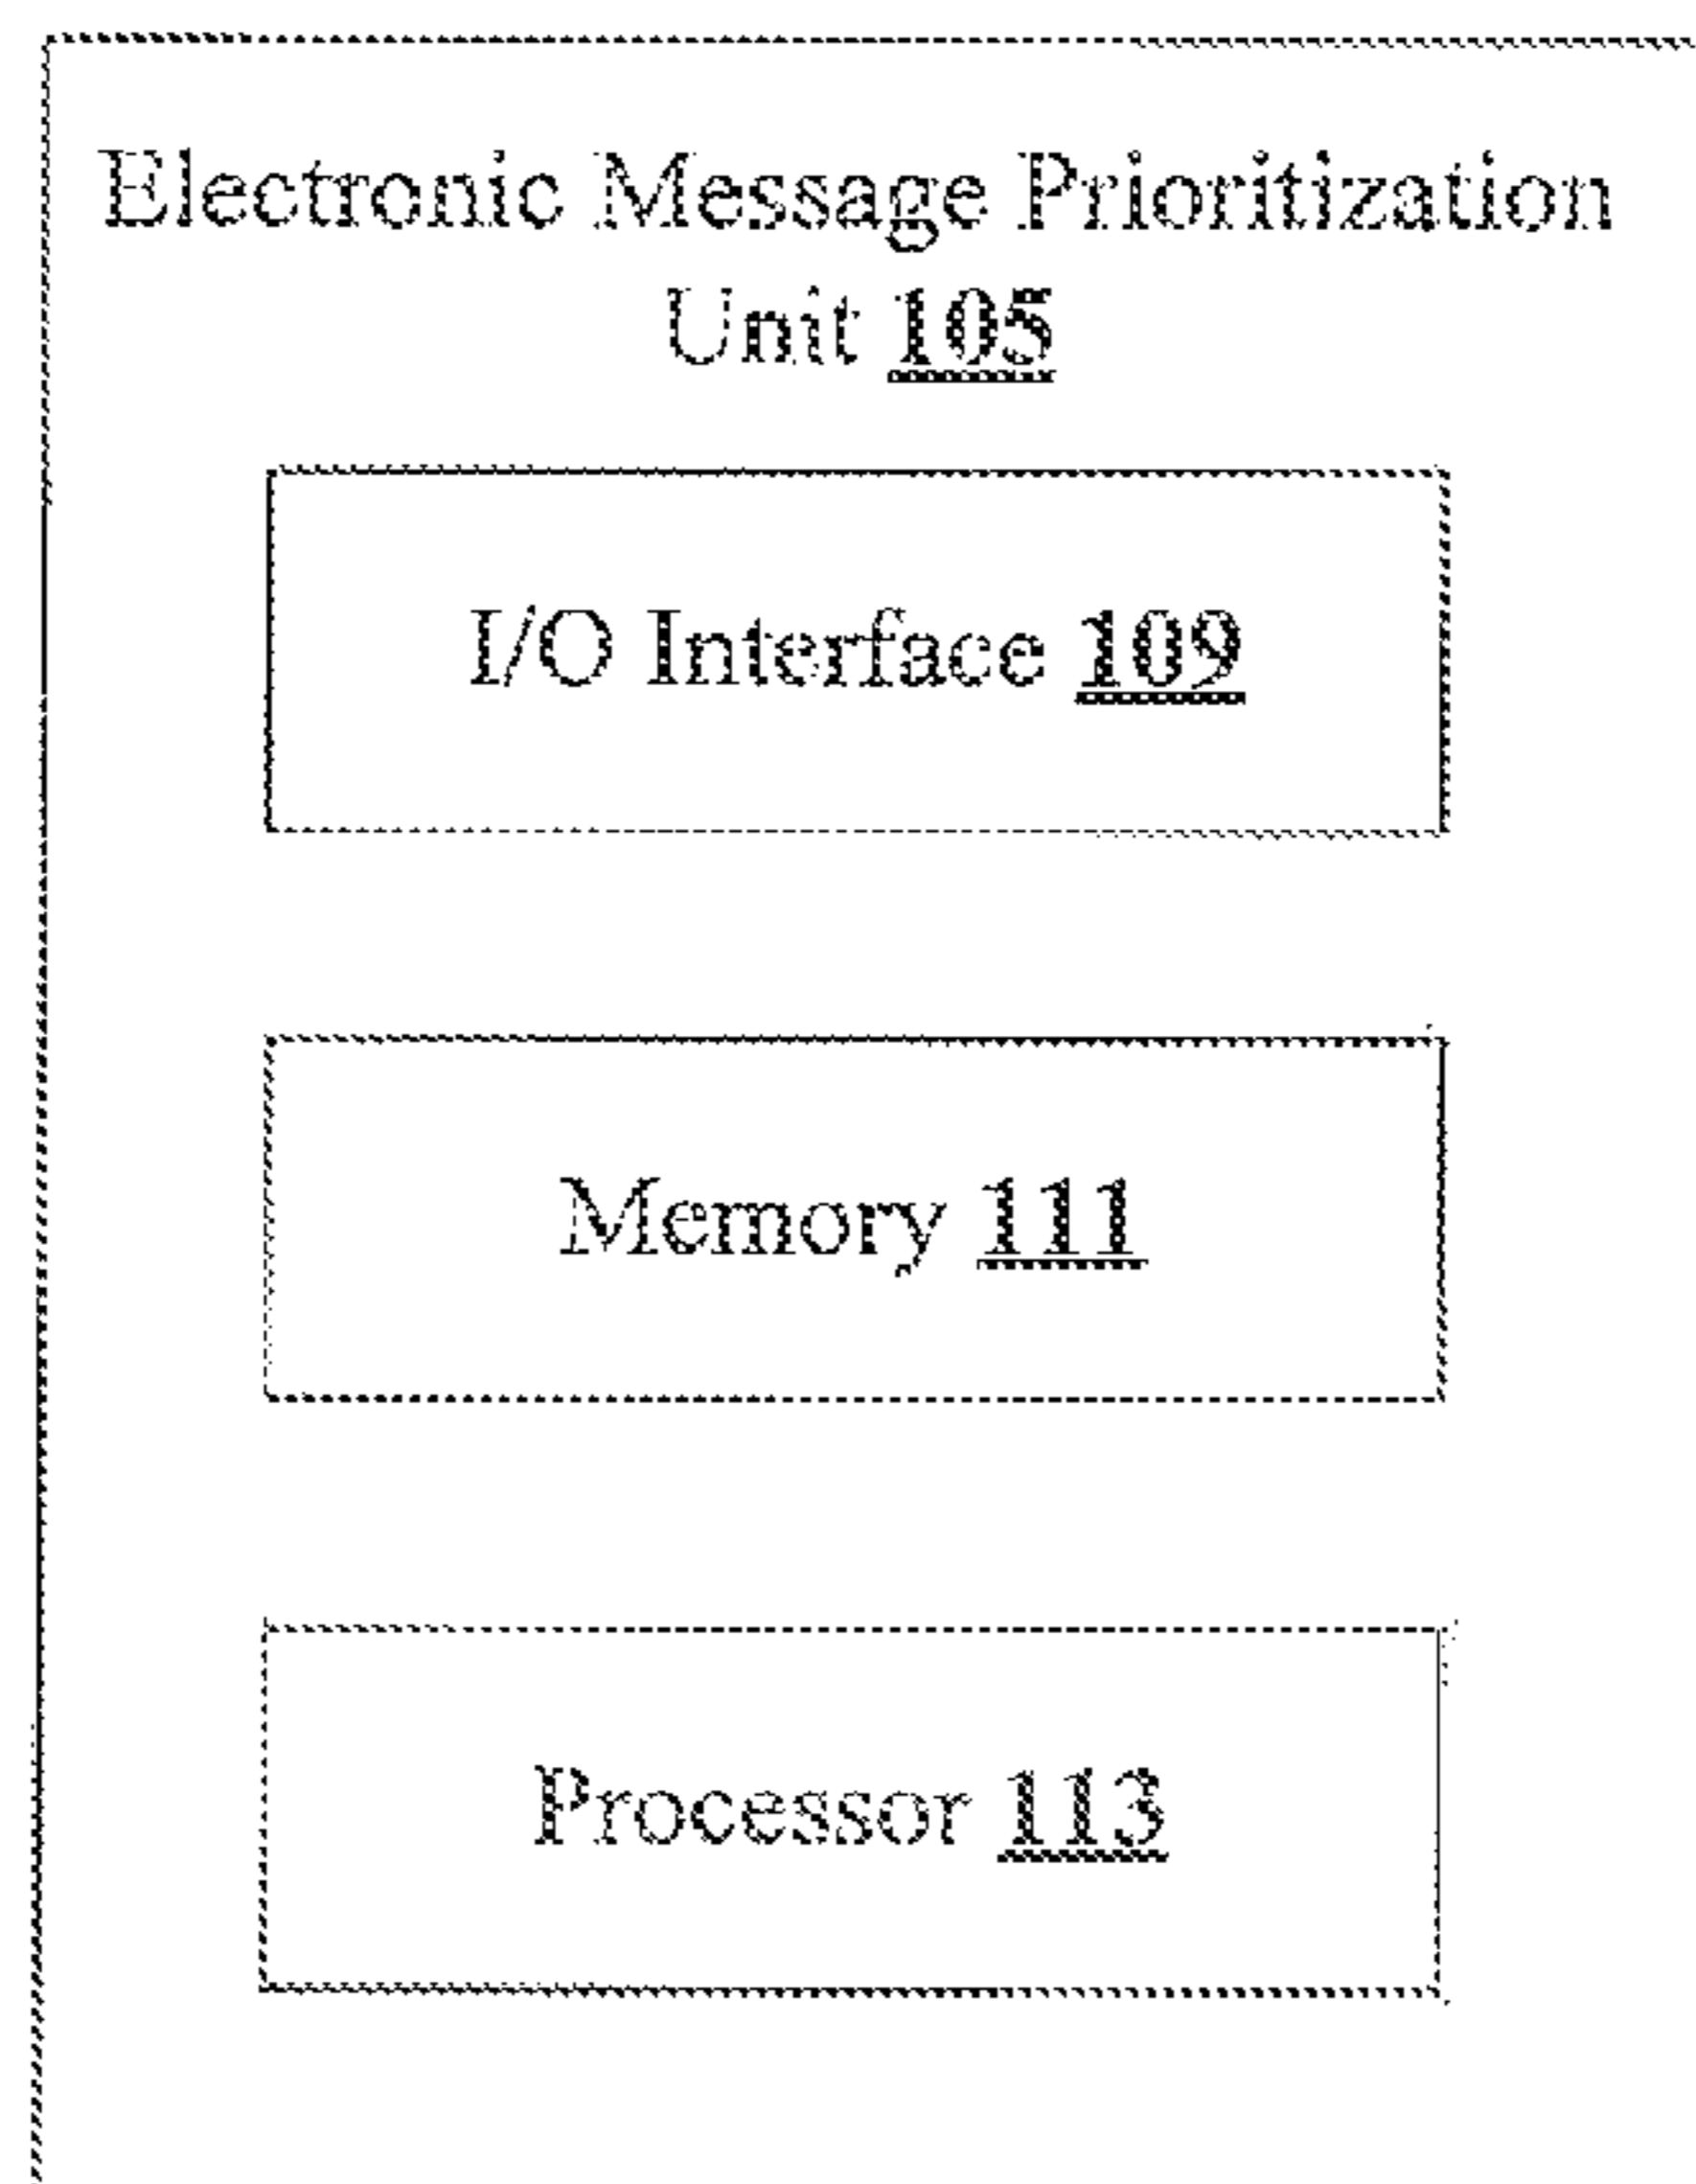 Electronic Message Prioritization
Unit 105
I/O Interface 109
Memory 111
Processor 113